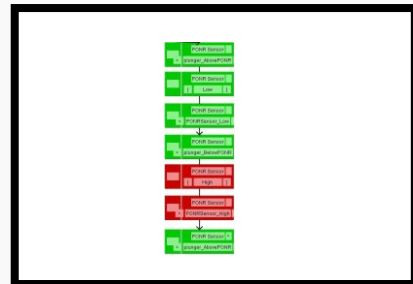 PONR Sensor
plunger_AbovePONR
PONR Sensor
Low
PONR Sensor
PONRSensor_Low
PONR Sensor
plunger_BelowPONR
PONR Sensor
High
PONR Sensor
PONRSensor_high
PONR Sensor
plunger_AbovePONR